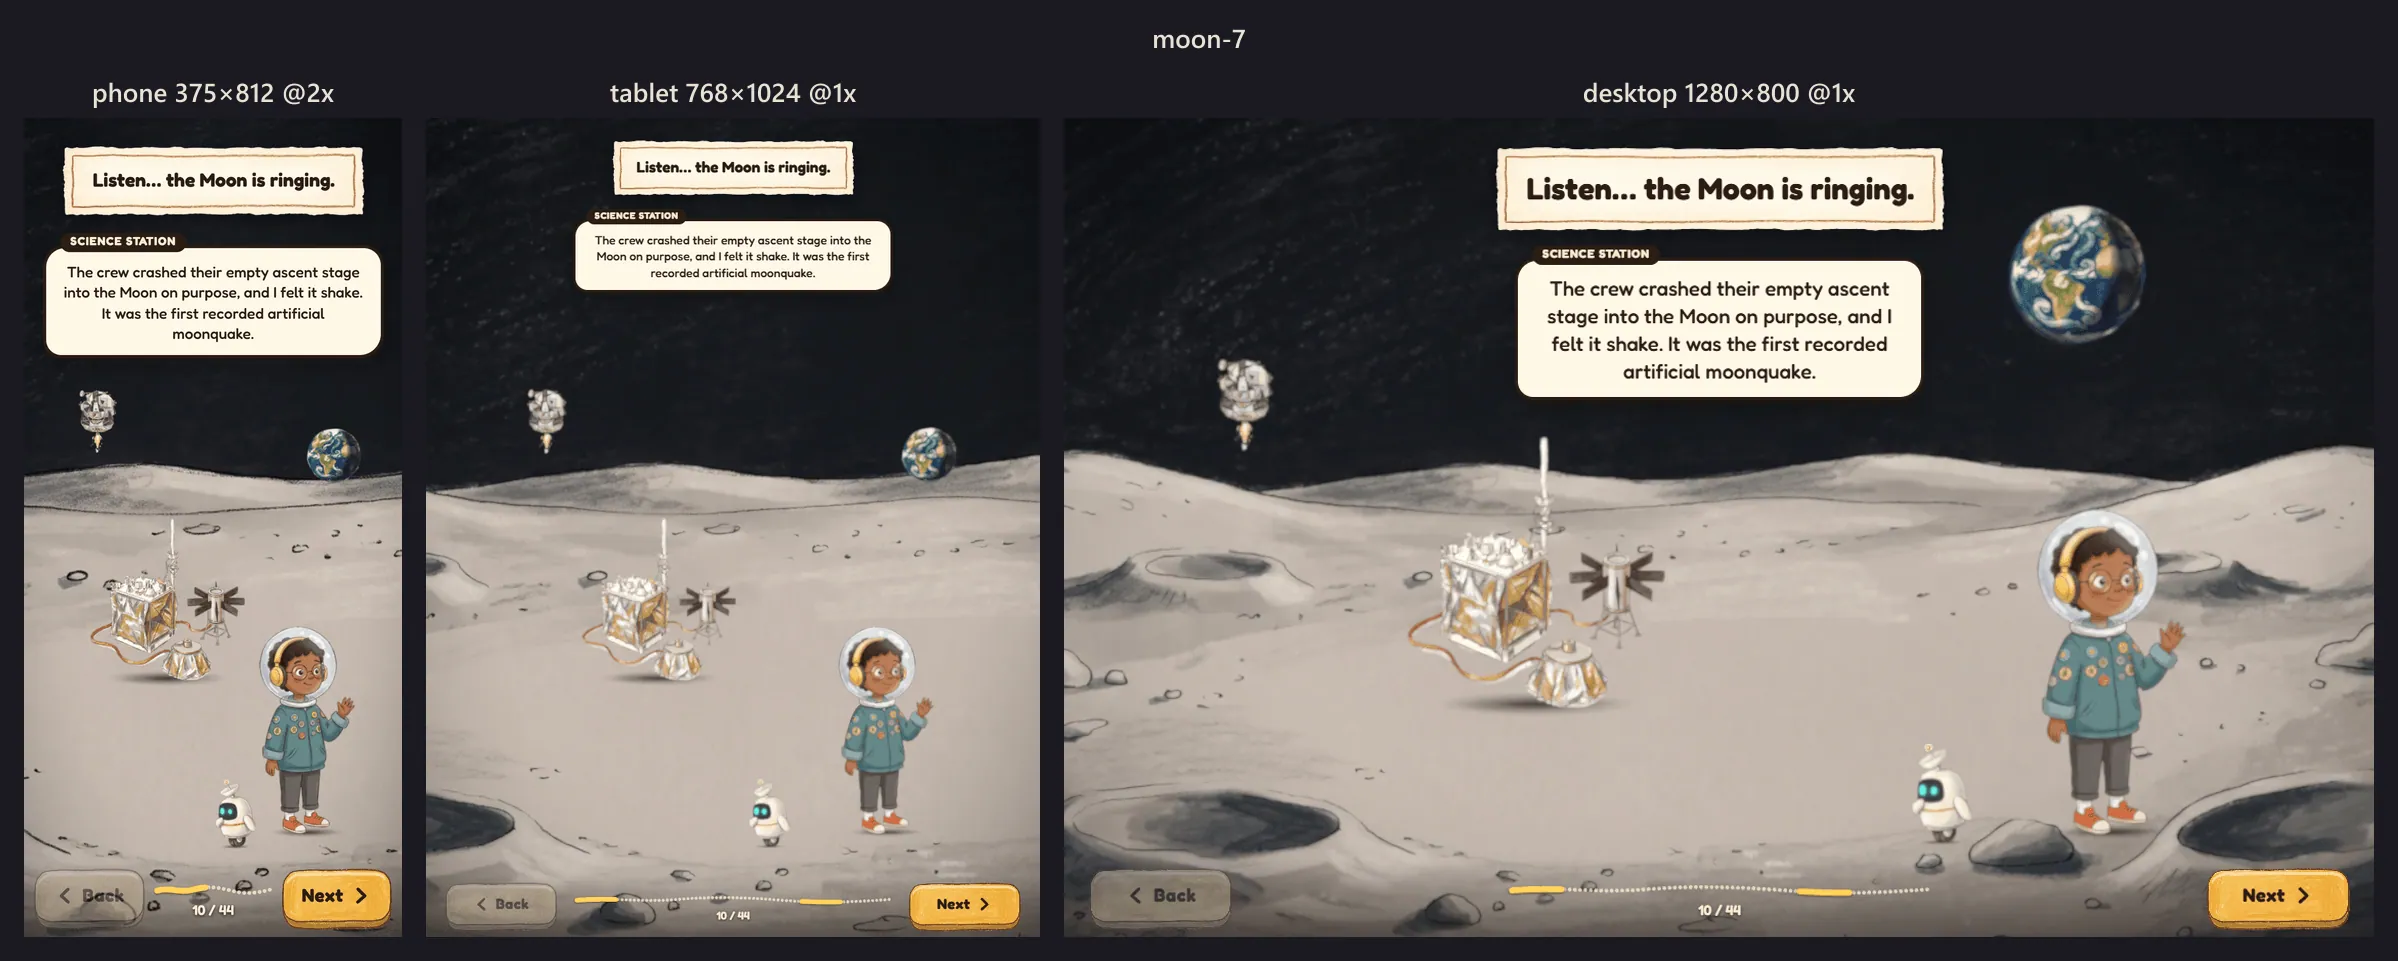 moon-7
phone 375×812 @2x
Listen... the Moon is ringing.
SCIENCE STATION
The crew crashed their empty ascent stage
into the Moon on purpose, and I felt it shake.
It was the first recorded artificial
moonquake.
Back
10 / 44
Next
tablet 768×1024 @1x
Listen... the Moon is ringing.
SCIENCE STATION
The crew crashed their empty ascent stage into the
Moon on purpose, and I felt it shake. It was the first
recorded artificial moonquake.
Back
10 / 44
Next
desktop 1280×800 @1x
Listen... the Moon is ringing.
SCIENCE STATION
The crew crashed their empty ascent
stage into the Moon on purpose, and I
felt it shake. It was the first recorded
artificial moonquake.
Back
10 / 44
Next